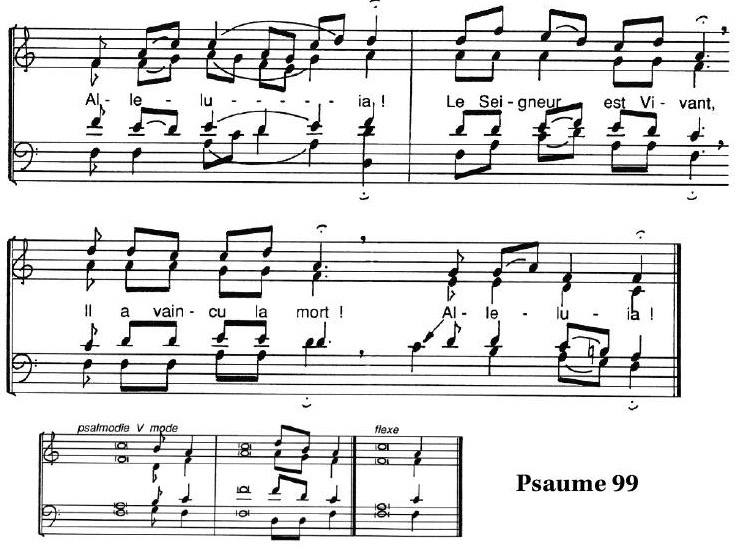 Al - le - lu - - - - - ia ! Le Sei - gneur est Vi - vant,
Il a vain - cu la mort ! Al - le - lu - ia !
psalmodie V mode
flexe
Psaume 99